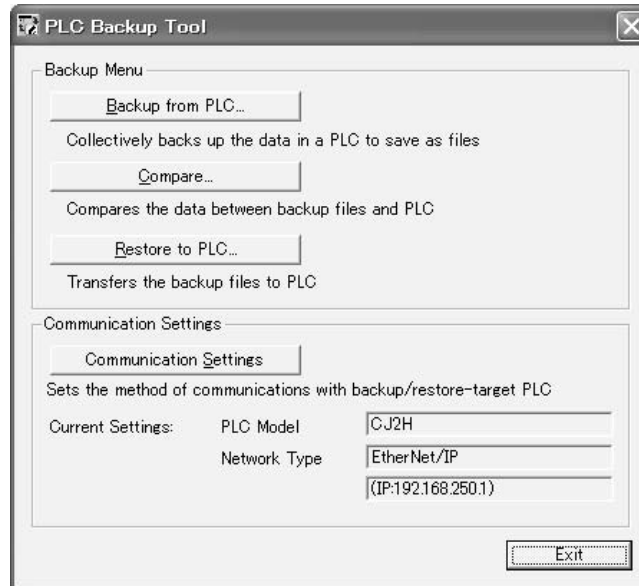 PLC Backup Tool
Backup Menu
Backup from PLC...
Collectively backs up the data in a PLC to save as files
Compare...
Compares the data between backup files and PLC
Restore to PLC...
Transfers the backup files to PLC
Communication Settings
Communication Settings
Sets the method of communications with backup/restore-target PLC
Current Settings: PLC Model CJ2H
Network Type EtherNet/IP
(IP:192.168.250.1)
Exit